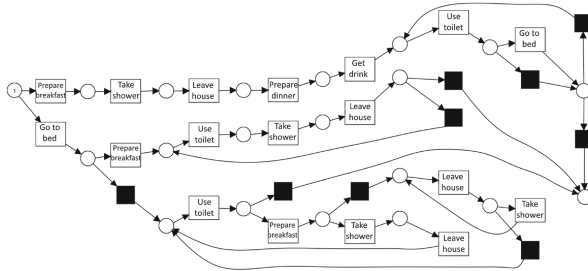 Use
toilet
Go to
bed
Get
drink
1
Prepare
breakfast
Take
shower
Leave
house
Prepare
dinner
Leave
house
Go to
bed
Use
toilet
Take
shower
Prepare
breakfast
Leave
house
Use
toilet
Take
shower
Prepare
breakfast
Take
shower
Leave
house